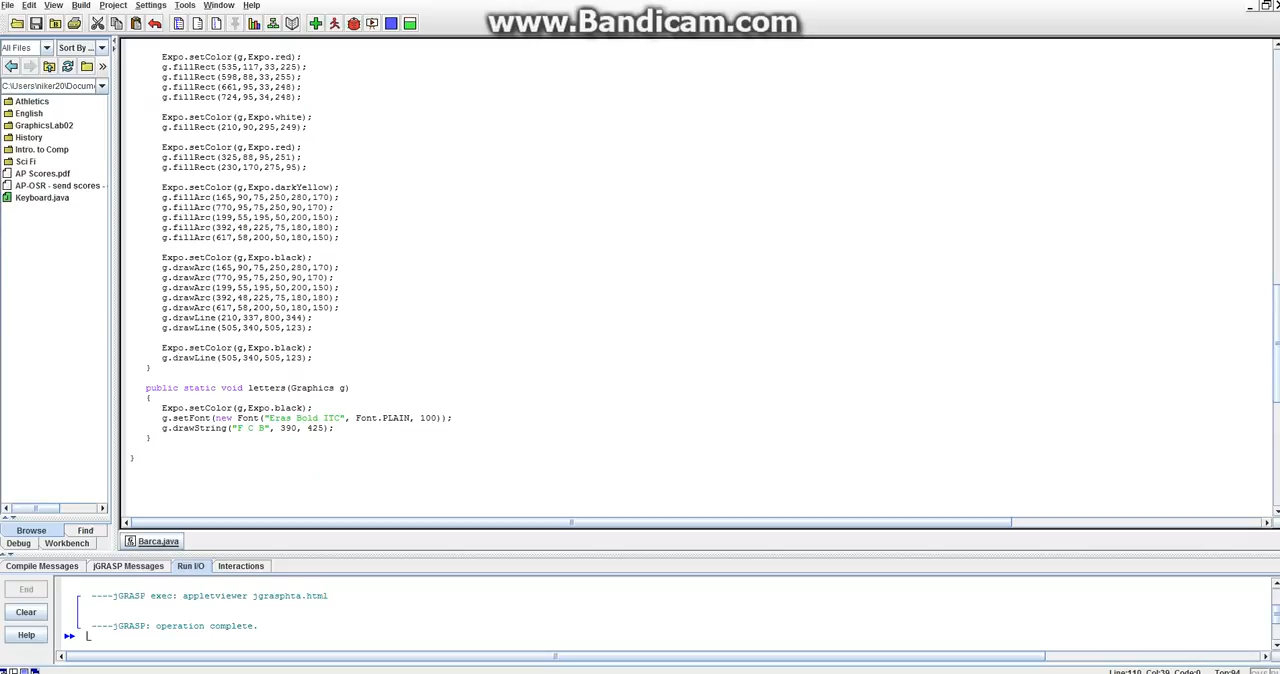 File Edit View Build Project Settings Tools Window Help
www.Bandicam.com
All Files Sort By ...
C:\Users\niker20\Docum
Athletics
English
GraphicsLab02
History
Intro. to Comp
Sci Fi
AP Scores.pdf
AP-OSR - send scores -
Keyboard.java
Expo.setColor(g,Expo.red);
g.fillRect(535,117,33,225);
g.fillRect(598,88,33,255);
g.fillRect(661,95,33,248);
g.fillRect(724,95,34,248);
Expo.setColor(g,Expo.white);
g.fillRect(210,90,295,249);
Expo.setColor(g,Expo.red);
g.fillRect(325,88,95,251);
g.fillRect(230,170,275,95);
Expo.setColor(g,Expo.darkYellow);
g.fillArc(165,90,75,250,280,170);
g.fillArc(770,95,75,250,90,170);
g.fillArc(199,55,195,50,200,150);
g.fillArc(392,48,225,75,180,180);
g.fillArc(617,58,200,50,180,150);
Expo.setColor(g,Expo.black);
g.drawArc(165,90,75,250,280,170);
g.drawArc(770,95,75,250,90,170);
g.drawArc(199,55,195,50,200,150);
g.drawArc(392,48,225,75,180,180);
g.drawArc(617,58,200,50,180,150);
g.drawLine(210,337,800,344);
g.drawLine(505,340,505,123);
Expo.setColor(g,Expo.black);
g.drawLine(505,340,505,123);
}
public static void letters(Graphics g)
{
Expo.setColor(g,Expo.black);
g.setFont(new Font("Eras Bold ITC", Font.PLAIN, 100));
g.drawString("F C B", 390, 425);
}
}
Browse Find
Debug Workbench
Barca.java
Compile Messages jGRASP Messages Run I/O Interactions
End
Clear
Help
----jGRASP exec: appletviewer jgrasphta.html
----jGRASP: operation complete.
Line:110 Col:39 Code:0 Top:94